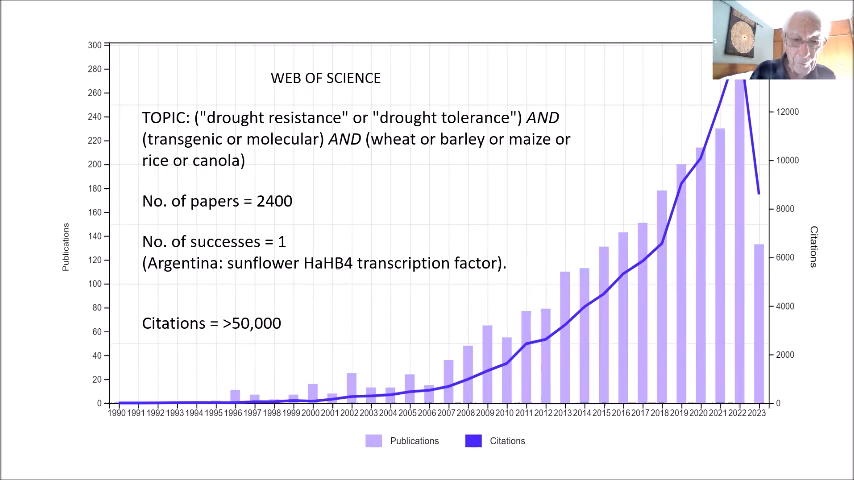 WEB OF SCIENCE
TOPIC: ("drought resistance" or "drought tolerance") AND
(transgenic or molecular) AND (wheat or barley or maize or
rice or canola)
No. of papers = 2400
No. of successes = 1
(Argentina: sunflower HaHB4 transcription factor).
Citations = >50,000
Publications
300
280
260
240
220
200
180
160
140
120
100
80
60
40
20
0
Citations
12000
10000
8000
6000
4000
2000
0
1990 1991 1992 1993 1994 1995 1996 1997 1998 1999 2000 2001 2002 2003 2004 2005 2006 2007 2008 2009 2010 2011 2012 2013 2014 2015 2016 2017 2018 2019 2020 2021 2022 2023
Publications Citations